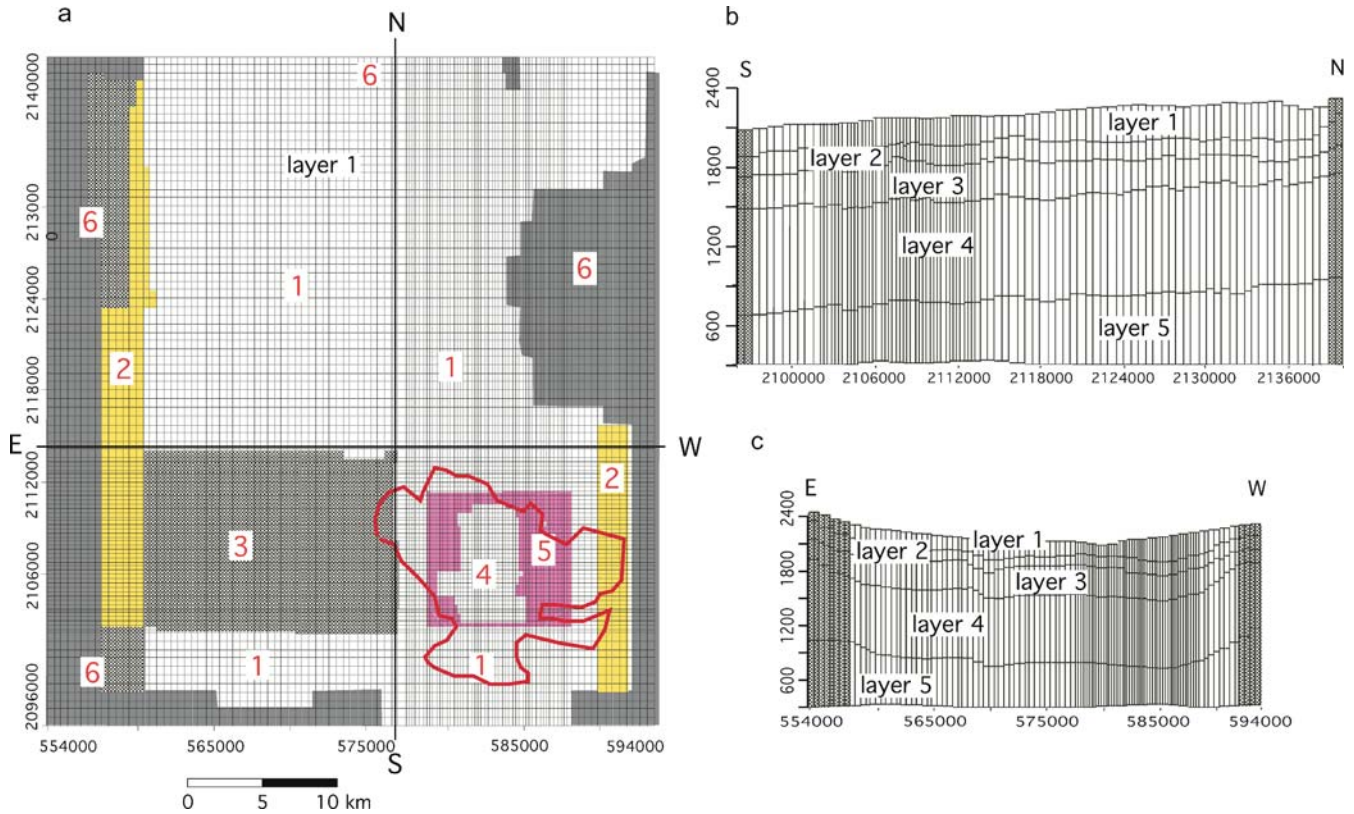 a
N
2140000
2130000
2124000
2118000
2112000
2106000
2096000
6
layer 1
6
1
6
2
1
E
W
2
3
5
4
6
1
1
554000 565000 575000 585000 594000
S
0 5 10 km
b
S N
2400
1800
1200
600
layer 1
layer 2
layer 3
layer 4
layer 5
2100000 2106000 2112000 2118000 2124000 2130000 2136000
c
E W
2400
1800
1200
600
layer 1
layer 2
layer 3
layer 4
layer 5
554000 565000 575000 585000 594000